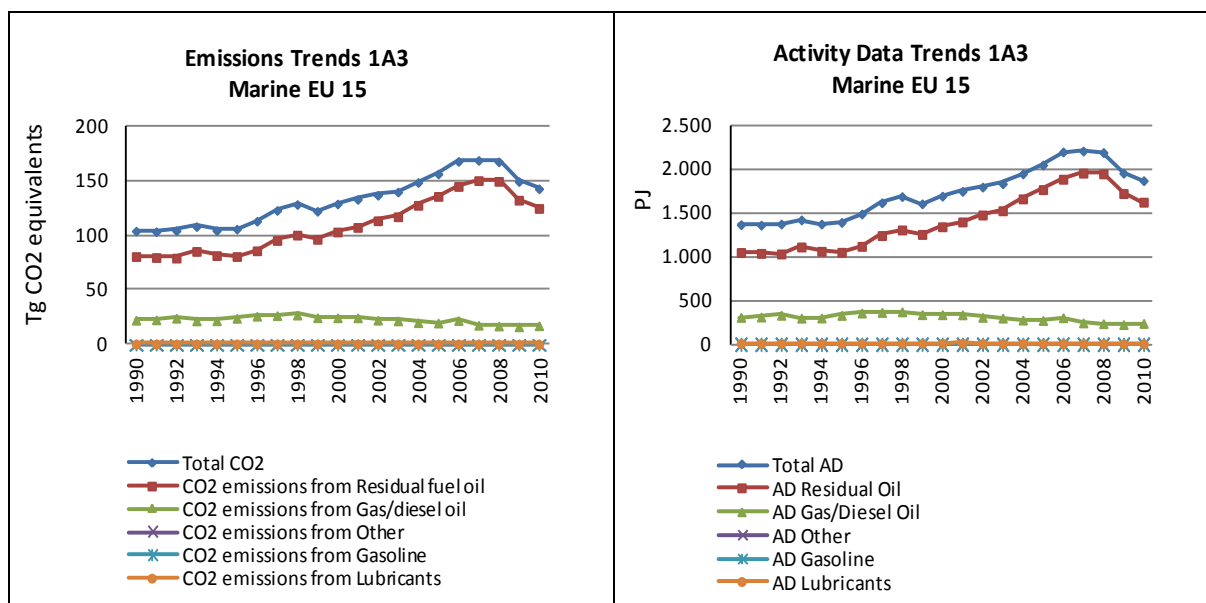 Emissions Trends 1A3
Marine EU 15
Tg CO2 equivalents
200
150
100
50
0
1990
1992
1994
1996
1998
2000
2002
2004
2006
2008
2010
Total CO2
CO2 emissions from Residual fuel oil
CO2 emissions from Gas/diesel oil
CO2 emissions from Other
CO2 emissions from Gasoline
CO2 emissions from Lubricants
Activity Data Trends 1A3
Marine EU 15
PJ
2.500
2.000
1.500
1.000
500
0
1990
1992
1994
1996
1998
2000
2002
2004
2006
2008
2010
Total AD
AD Residual Oil
AD Gas/Diesel Oil
AD Other
AD Gasoline
AD Lubricants